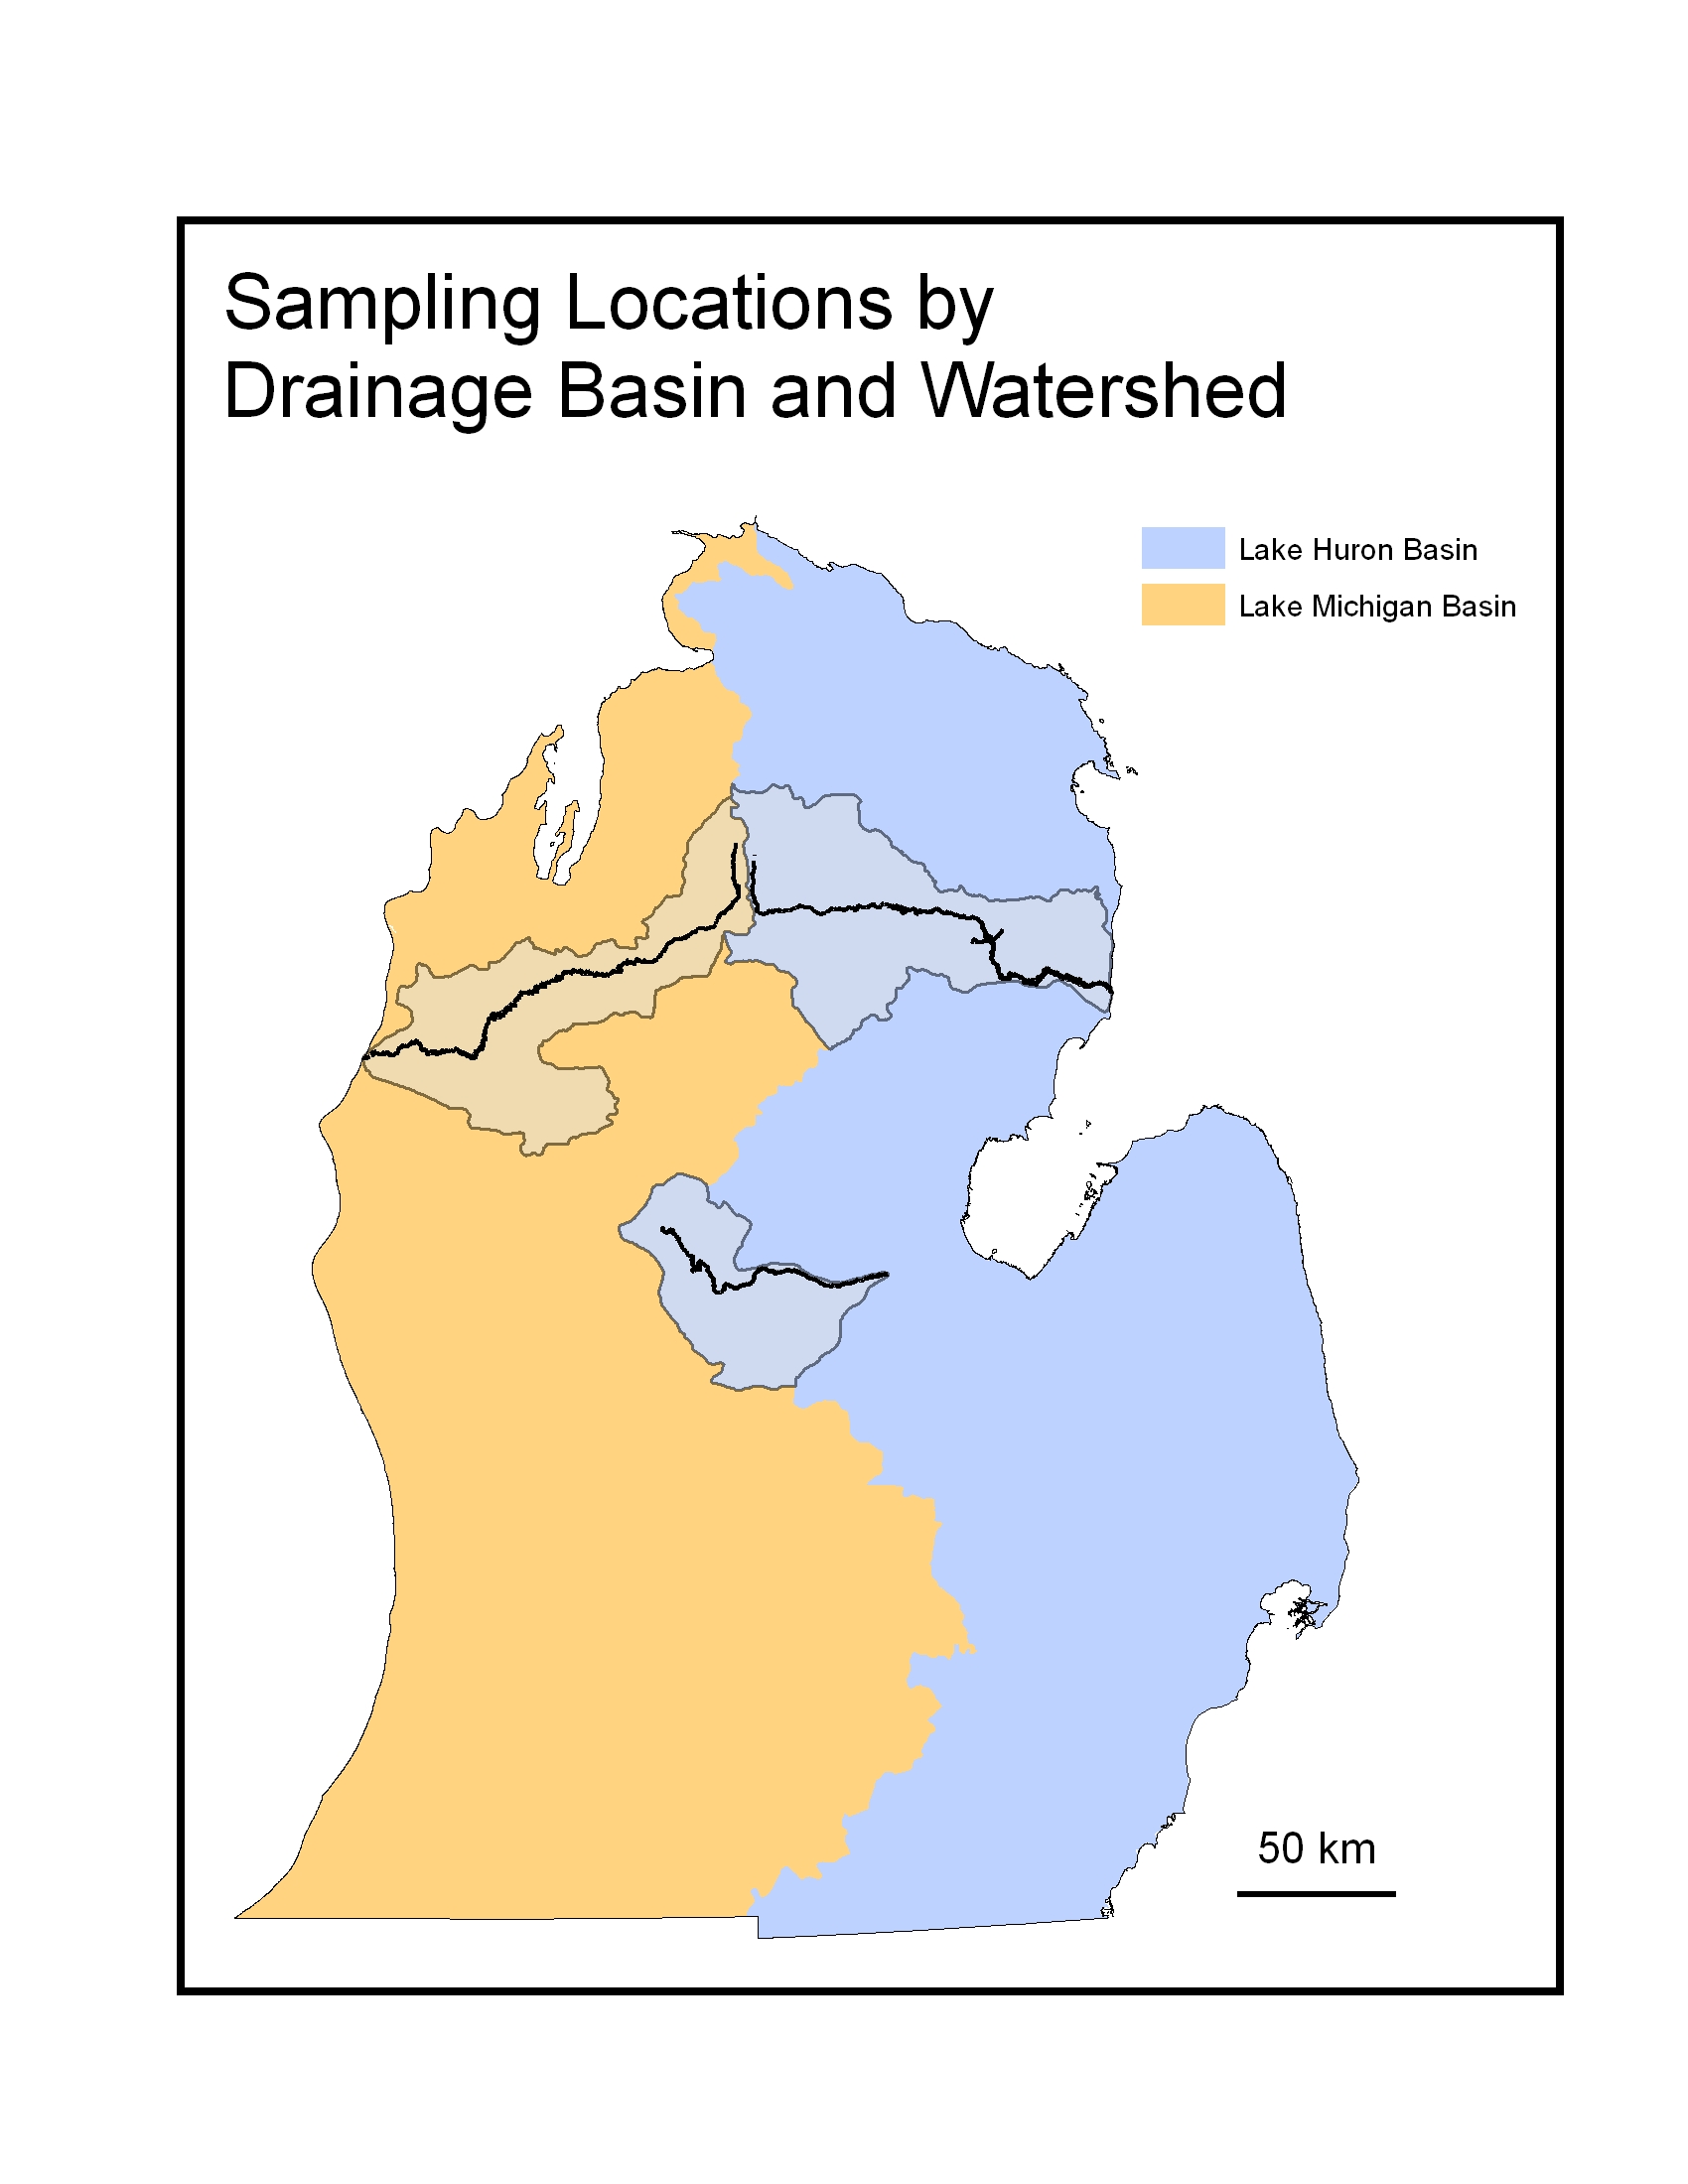 Sampling Locations by
Drainage Basin and Watershed
Lake Huron Basin
Lake Michigan Basin
50 km